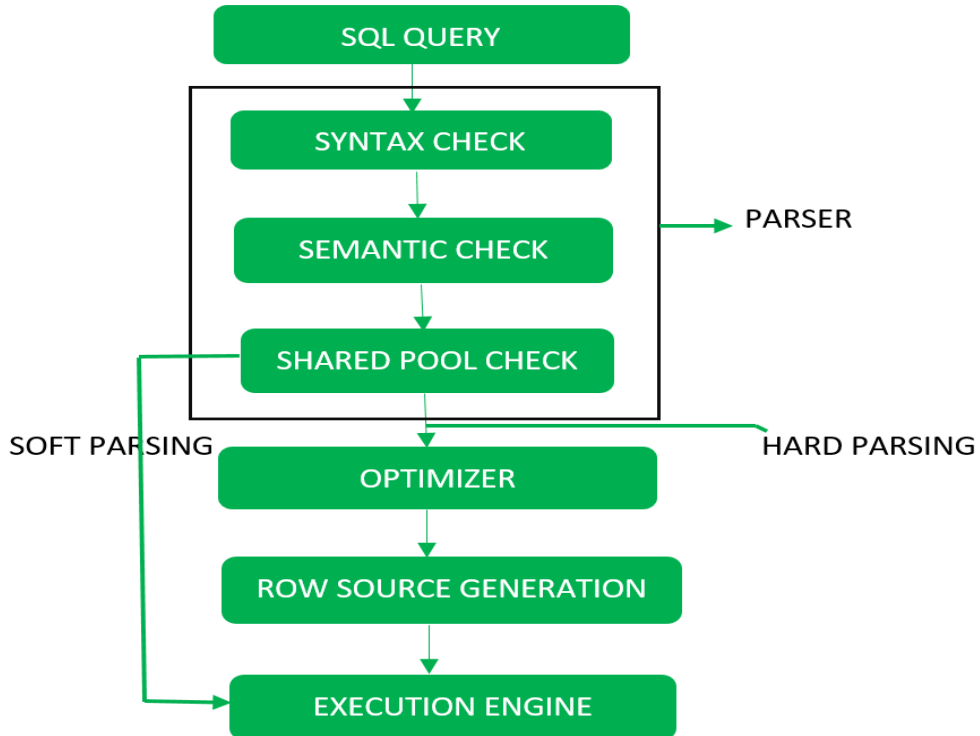 SQL QUERY
SYNTAX CHECK
PARSER
SEMANTIC CHECK
SHARED POOL CHECK
SOFT PARSING
HARD PARSING
OPTIMIZER
ROW SOURCE GENERATION
EXECUTION ENGINE